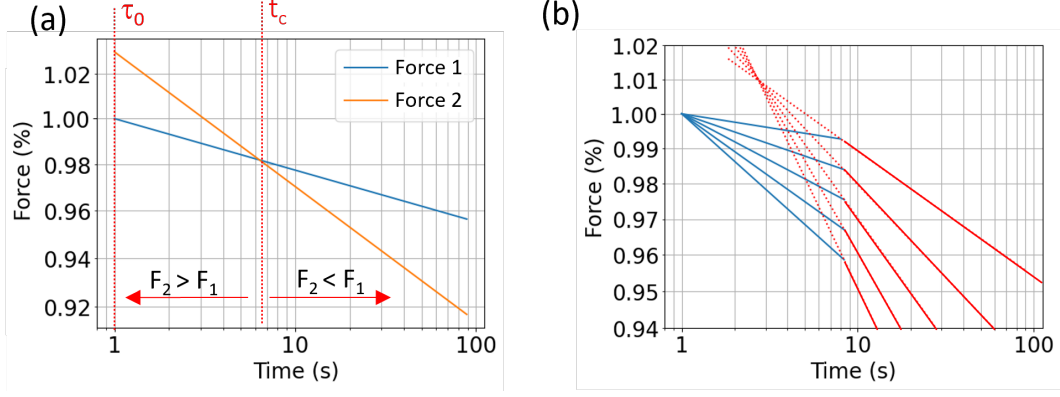 (a)
τ0
tc
Force 1
Force 2
1.02
1.00
0.98
0.96
0.94
0.92
Force (%)
F2 > F1
F2 < F1
1
10
100
Time (s)
(b)
1.02
1.01
1.00
0.99
0.98
0.97
0.96
0.95
0.94
Force (%)
1
10
100
Time (s)